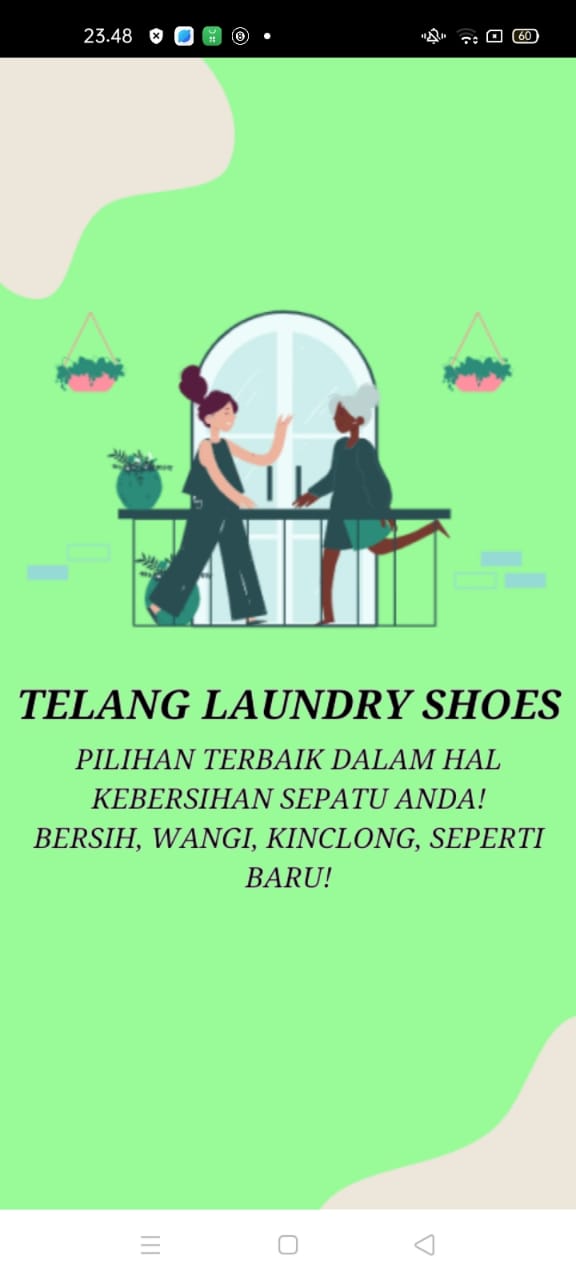 23.48
60
TELANG LAUNDRY SHOES
PILIHAN TERBAIK DALAM HAL
KEBERSIHAN SEPATU ANDA!
BERSIH, WANGI, KINCLONG, SEPERTI
BARU!